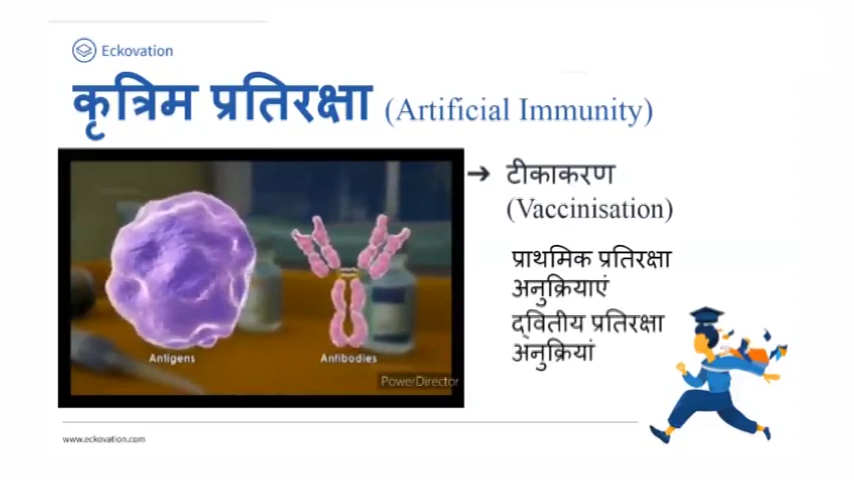 Eckovation
कृत्रिम प्रतिरक्षा (Artificial Immunity)
➔ टीकाकरण
(Vaccinisation)
प्राथमिक प्रतिरक्षा
अनुक्रियाएं
द्वितीय प्रतिरक्षा
अनुक्रियां
Antigens
Antibodies
PowerDirector
www.eckovation.com